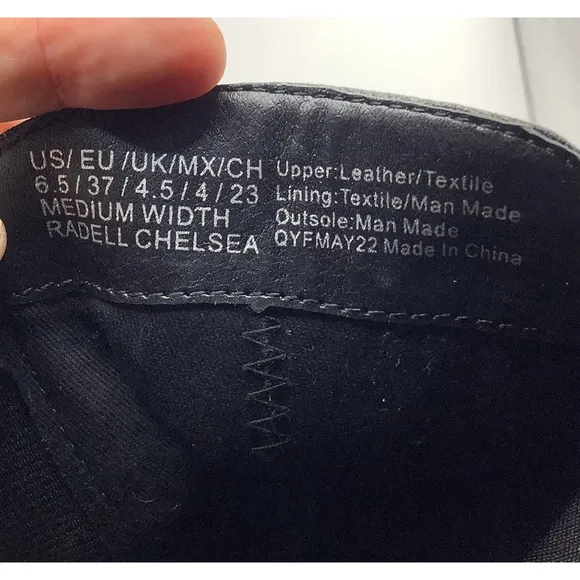 US/ EU /UK/MX/CH
6.5 / 37 / 4.5 / 4 / 23
MEDIUM WIDTH
RADELL CHELSEA
Upper:Leather/Textile
Lining:Textile/Man Made
Outsole:Man Made
QYFMAY22 Made In China